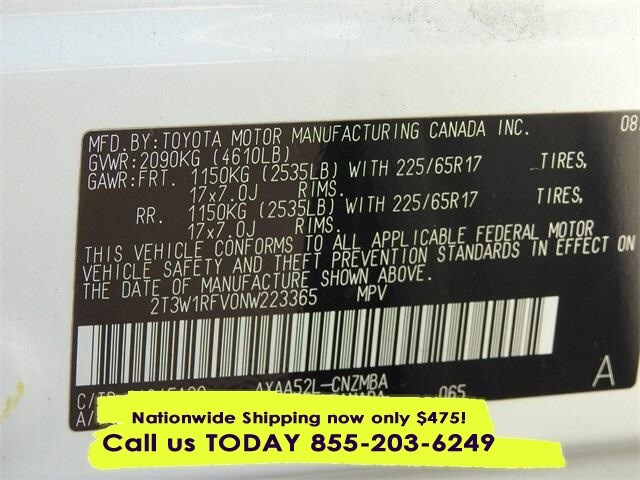 MFD.BY:TOYOTA MOTOR MANUFACTURING CANADA INC. 08
GVWR:2090KG (4610LB)
GAWR:FRT. 1150KG (2535LB) WITH 225/65R17 TIRES,
17x7.0J RIMS.
RR. 1150KG (2535LB) WITH 225/65R17 TIRES,
17x7.0J RIMS.
THIS VEHICLE CONFORMS TO ALL APPLICABLE FEDERAL MOTOR
VEHICLE SAFETY AND THEFT PREVENTION STANDARDS IN EFFECT ON
THE DATE OF MANUFACTURE SHOWN ABOVE.
2T3W1RFV0NW223365 MPV
AXAA52L-CNZMBA
065
A
Nationwide Shipping now only $475!
Call us TODAY 855-203-6249